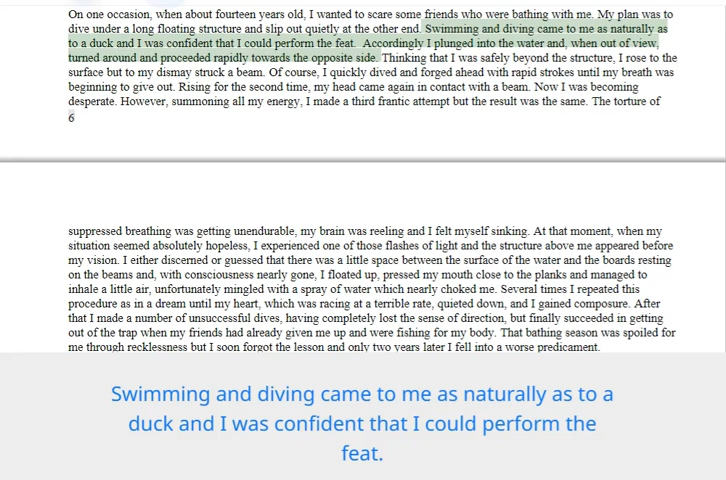 On one occasion, when about fourteen years old, I wanted to scare some friends who were bathing with me. My plan was to
dive under a long floating structure and slip out quietly at the other end. Swimming and diving came to me as naturally as
to a duck and I was confident that I could perform the feat. Accordingly I plunged into the water and, when out of view,
turned around and proceeded rapidly towards the opposite side. Thinking that I was safely beyond the structure, I rose to the
surface but to my dismay struck a beam. Of course, I quickly dived and forged ahead with rapid strokes until my breath was
beginning to give out. Rising for the second time, my head came again in contact with a beam. Now I was becoming
desperate. However, summoning all my energy, I made a third frantic attempt but the result was the same. The torture of
6
suppressed breathing was getting unendurable, my brain was reeling and I felt myself sinking. At that moment, when my
situation seemed absolutely hopeless, I experienced one of those flashes of light and the structure above me appeared before
my vision. I either discerned or guessed that there was a little space between the surface of the water and the boards resting
on the beams and, with consciousness nearly gone, I floated up, pressed my mouth close to the planks and managed to
inhale a little air, unfortunately mingled with a spray of water which nearly choked me. Several times I repeated this
procedure as in a dream until my heart, which was racing at a terrible rate, quieted down, and I gained composure. After
that I made a number of unsuccessful dives, having completely lost the sense of direction, but finally succeeded in getting
out of the trap when my friends had already given me up and were fishing for my body. That bathing season was spoiled for
me through recklessness but I soon forgot the lesson and only two years later I fell into a worse predicament.
Swimming and diving came to me as naturally as to a
duck and I was confident that I could perform the
feat.